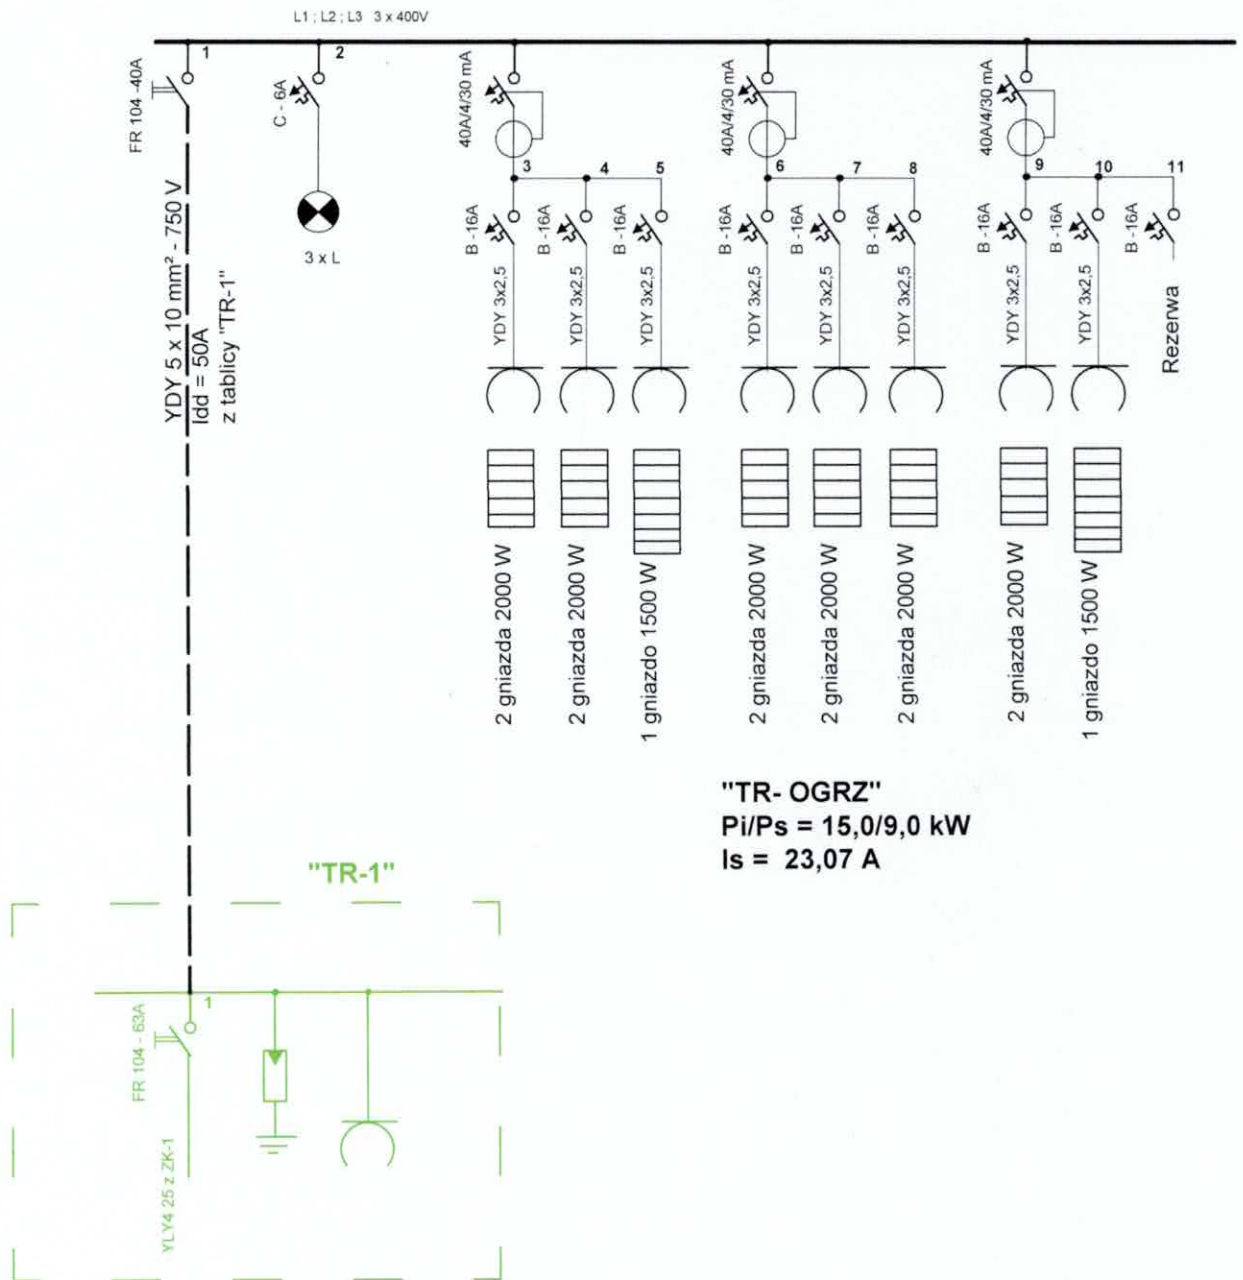 L1 ; L2 ; L3 3 x 400V
1
2
FR 104 -40A
C - 6A
40A/4/30 mA
40A/4/30 mA
40A/4/30 mA
3
4
5
6
7
8
9
10
11
B -16A
B -16A
B -16A
B -16A
B -16A
B -16A
B -16A
B -16A
B -16A
3 x L
YDY 5 x 10 mm² - 750 V
Idd = 50A
z tablicy "TR-1"
YDY 3x2,5
YDY 3x2,5
YDY 3x2,5
YDY 3x2,5
YDY 3x2,5
YDY 3x2,5
YDY 3x2,5
YDY 3x2,5
Rezerwa
2 gniazda 2000 W
2 gniazda 2000 W
1 gniazdo 1500 W
2 gniazda 2000 W
2 gniazda 2000 W
2 gniazda 2000 W
2 gniazda 2000 W
1 gniazdo 1500 W
"TR- OGRZ"
Pi/Ps = 15,0/9,0 kW
Is = 23,07 A
"TR-1"
1
FR 104 - 63A
YLY4 25 z ZK-1